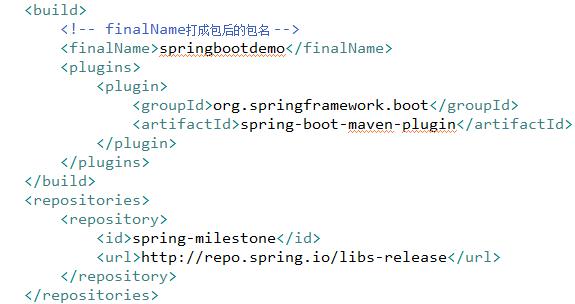 <build>
<!-- finalName打成包后的包名 -->
<finalName>springbootdemo</finalName>
<plugins>
<plugin>
<groupId>org.springframework.boot</groupId>
<artifactId>spring-boot-maven-plugin</artifactId>
</plugin>
</plugins>
</build>
<repositories>
<repository>
<id>spring-milestone</id>
<url>http://repo.spring.io/libs-release</url>
</repository>
</repositories>